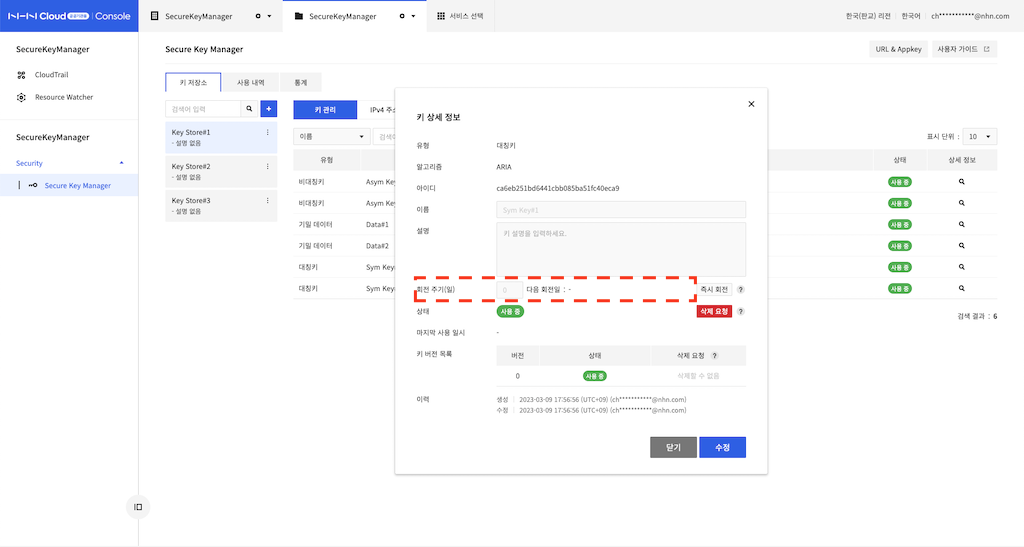 NHN Cloud 공공기관용 Console
SecureKeyManager
SecureKeyManager
서비스 선택
한국(판교) 리전
한국어
ch***********@nhn.com
SecureKeyManager
CloudTrail
Resource Watcher
SecureKeyManager
Security
Secure Key Manager
Secure Key Manager
URL & Appkey
사용자 가이드
키 저장소
사용 내역
통계
검색어 입력
+
Key Store#1
- 설명 없음
Key Store#2
- 설명 없음
Key Store#3
- 설명 없음
키 관리
IPv4 주소
이름
검색어
표시 단위 : 10
유형
상태
상세 정보
비대칭키
Asym Key
사용 중
비대칭키
Asym Key
사용 중
기밀 데이터
Data#1
사용 중
기밀 데이터
Data#2
사용 중
대칭키
Sym Key
사용 중
대칭키
Sym Key
사용 중
검색 결과 : 6
키 상세 정보
유형
대칭키
알고리즘
ARIA
아이디
ca6eb251bd6441cbb085ba51fc40eca9
이름
Sym Key#1
설명
키 설명을 입력하세요.
회전 주기(일)
0
다음 회전일 : -
즉시 회전
?
상태
사용 중
삭제 요청
?
마지막 사용 일시
-
키 버전 목록
버전
상태
삭제 요청 ?
0
사용 중
삭제할 수 없음
이력
생성 | 2023-03-09 17:56:56 (UTC+09) (ch***********@nhn.com)
수정 | 2023-03-09 17:56:56 (UTC+09) (ch***********@nhn.com)
닫기
수정